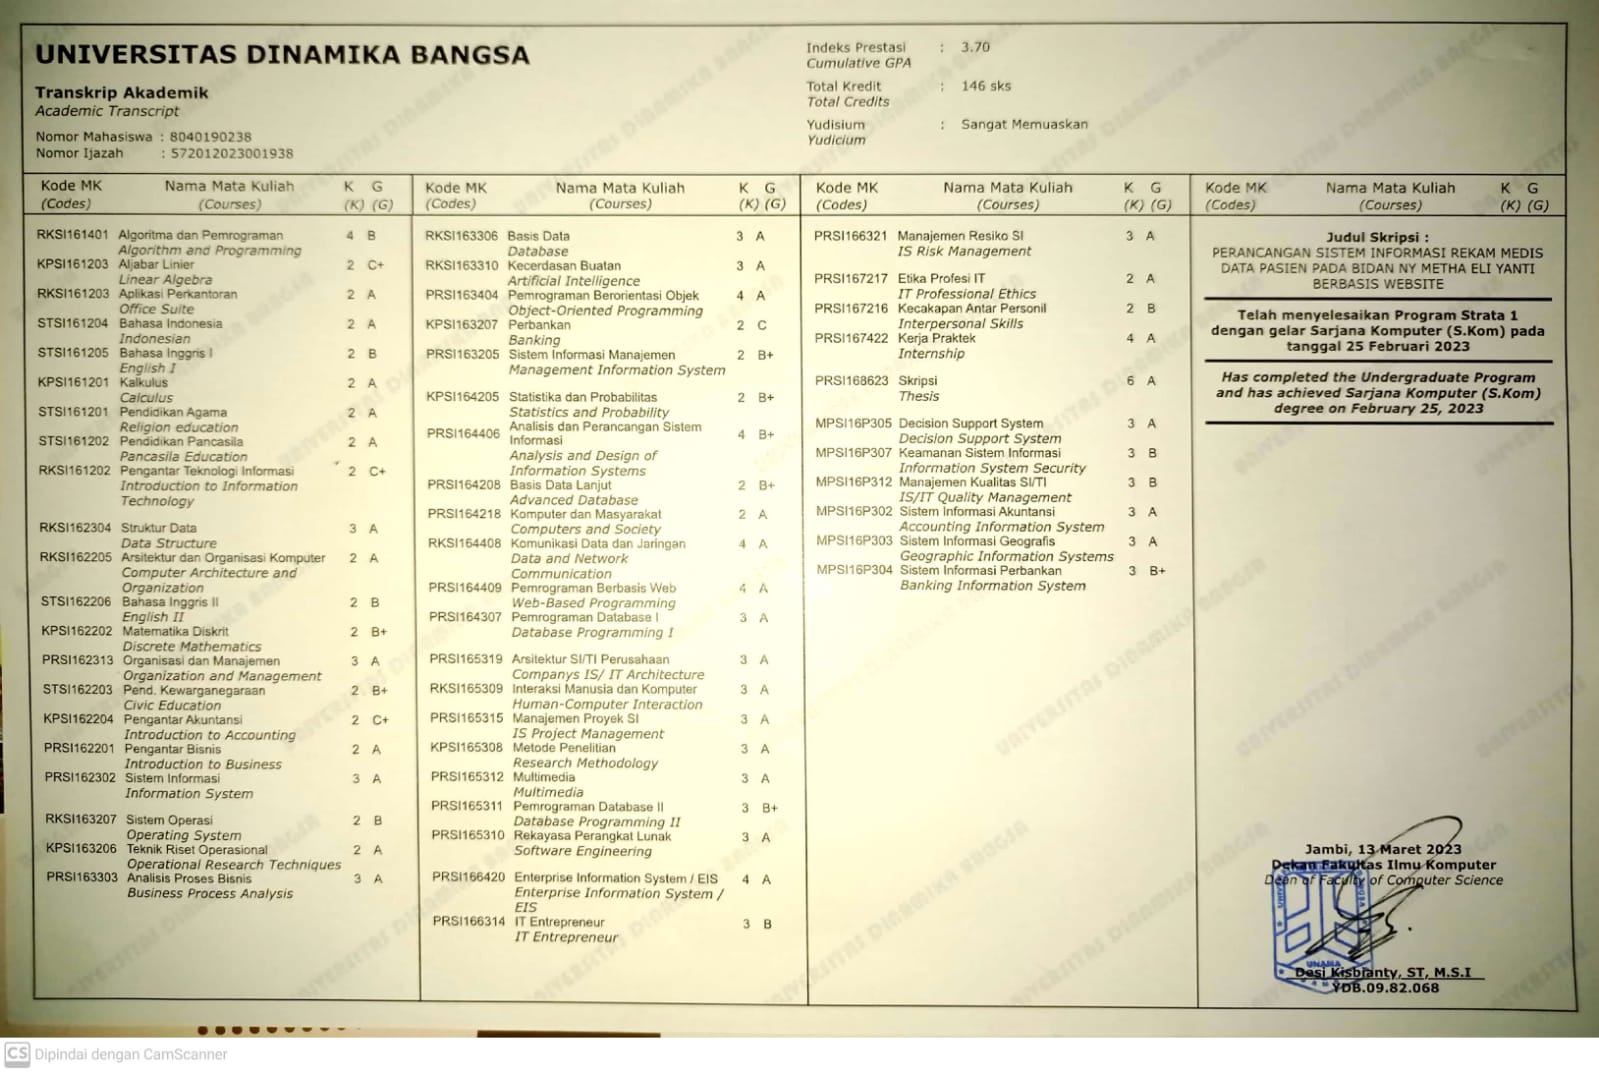 UNIVERSITAS DINAMIKA BANGSA
Transkrip Akademik
Academic Transcript
Nomor Mahasiswa : 8040190238
Nomor Ijazah : 572012023001938
Indeks Prestasi : 3.70
Cumulative GPA
Total Kredit : 146 sks
Total Credits
Yudisium : Sangat Memuaskan
Yudicium
Kode MK Nama Mata Kuliah K G
(Codes) (Courses) (K) (G)
RKSI161401 Algoritma dan Pemrograman 4 B
Algorithm and Programming
KPSI161203 Aljabar Linier 2 C+
Linear Algebra
RKSI161203 Aplikasi Perkantoran 2 A
Office Suite
STSI161204 Bahasa Indonesia 2 A
Indonesian
STSI161205 Bahasa Inggris I 2 B
English I
KPSI161201 Kalkulus 2 A
Calculus
STSI161201 Pendidikan Agama 2 A
Religion education
STSI161202 Pendidikan Pancasila 2 A
Pancasila Education
RKSI161202 Pengantar Teknologi Informasi 2 C+
Introduction to Information
Technology
RKSI162304 Struktur Data 3 A
Data Structure
RKSI162205 Arsitektur dan Organisasi Komputer 2 A
Computer Architecture and
Organization
STSI162206 Bahasa Inggris II 2 B
English II
KPSI162202 Matematika Diskrit 2 B+
Discrete Mathematics
PRSI162313 Organisasi dan Manajemen 3 A
Organization and Management
STSI162203 Pend. Kewarganegaraan 2 B+
Civic Education
KPSI162204 Pengantar Akuntansi 2 C+
Introduction to Accounting
PRSI162201 Pengantar Bisnis 2 A
Introduction to Business
PRSI162302 Sistem Informasi 3 A
Information System
RKSI163207 Sistem Operasi 2 B
Operating System
KPSI163206 Teknik Riset Operasional 2 A
Operational Research Techniques
PRSI163303 Analisis Proses Bisnis 3 A
Business Process Analysis
Kode MK Nama Mata Kuliah K G
(Codes) (Courses) (K) (G)
RKSI163306 Basis Data 3 A
Database
RKSI163310 Kecerdasan Buatan 3 A
Artificial Intelligence
PRSI163404 Pemrograman Berorientasi Objek 4 A
Object-Oriented Programming
KPSI163207 Perbankan 2 C
Banking
PRSI163205 Sistem Informasi Manajemen 2 B+
Management Information System
KPSI164205 Statistika dan Probabilitas 2 B+
Statistics and Probability
PRSI164406 Analisis dan Perancangan Sistem
Informasi 4 B+
Analysis and Design of
Information Systems
PRSI164208 Basis Data Lanjut 2 B+
Advanced Database
PRSI164218 Komputer dan Masyarakat 2 A
Computers and Society
RKSI164408 Komunikasi Data dan Jaringan 4 A
Data and Network
Communication
PRSI164409 Pemrograman Berbasis Web 4 A
Web-Based Programming
PRSI164307 Pemrograman Database I 3 A
Database Programming I
PRSI165319 Arsitektur SI/TI Perusahaan 3 A
Companys IS/ IT Architecture
RKSI165309 Interaksi Manusia dan Komputer 3 A
Human-Computer Interaction
PRSI165315 Manajemen Proyek SI 3 A
IS Project Management
KPSI165308 Metode Penelitian 3 A
Research Methodology
PRSI165312 Multimedia 3 A
Multimedia
PRSI165311 Pemrograman Database II 3 B+
Database Programming II
PRSI165310 Rekayasa Perangkat Lunak 3 A
Software Engineering
PRSI166420 Enterprise Information System / EIS 4 A
Enterprise Information System /
EIS
PRSI166314 IT Entrepreneur 3 B
IT Entrepreneur
Kode MK Nama Mata Kuliah K G
(Codes) (Courses) (K) (G)
PRSI166321 Manajemen Resiko SI 3 A
IS Risk Management
PRSI167217 Etika Profesi IT 2 A
IT Professional Ethics
PRSI167216 Kecakapan Antar Personil 2 B
Interpersonal Skills
PRSI167422 Kerja Praktek 4 A
Internship
PRSI168623 Skripsi 6 A
Thesis
MPSI16P305 Decision Support System 3 A
Decision Support System
MPSI16P307 Keamanan Sistem Informasi 3 B
Information System Security
MPSI16P312 Manajemen Kualitas SI/TI 3 B
IS/IT Quality Management
MPSI16P302 Sistem Informasi Akuntansi 3 A
Accounting Information System
MPSI16P303 Sistem Informasi Geografis 3 A
Geographic Information Systems
MPSI16P304 Sistem Informasi Perbankan 3 B+
Banking Information System
Kode MK Nama Mata Kuliah K G
(Codes) (Courses) (K) (G)
Judul Skripsi :
PERANCANGAN SISTEM INFORMASI REKAM MEDIS
DATA PASIEN PADA BIDAN NY METHA ELI YANTI
BERBASIS WEBSITE
Telah menyelesaikan Program Strata 1
dengan gelar Sarjana Komputer (S.Kom) pada
tanggal 25 Februari 2023
Has completed the Undergraduate Program
and has achieved Sarjana Komputer (S.Kom)
degree on February 25, 2023
Jambi, 13 Maret 2023
Dekan Fakultas Ilmu Komputer
Dean of Faculty of Computer Science
UNAMA
Desi Kisbianty, ST, M.S.I
YDB.09.82.068
CS Dipindai dengan CamScanner